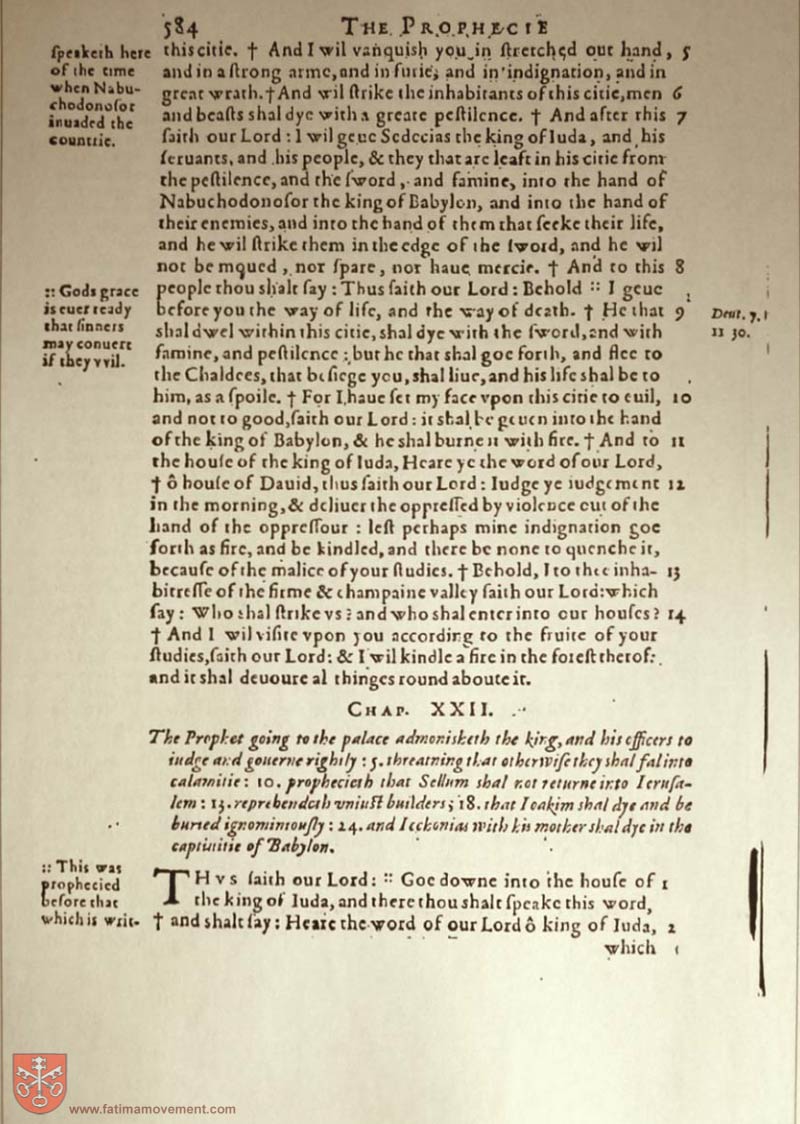 584 THE PROPHECIE
ſpeaketh here
of the time
when Nabu-
chodonoſor
inuaded the
countrie.
this citie. † And I wil vanquish you in ſtretched out hand, 5
and in a ſtrong arme, and in furie, and in indignation, and in
great wrath. † And wil ſtrike the inhabitants of this citie, men 6
and beaſts shal dye with a greate peſtilence. † And after this 7
ſaith our Lord: I wil geue Sedecias the king of Iuda, and his
ſeruants, and his people, & they that are leaft in his citie from
the peſtilence, and the ſword, and famine, into the hand of
Nabuchodonoſor the king of Babylon, and into the hand of
their enemies, and into the hand of them that ſeeke their life,
and he wil ſtrike them in the edge of the ſword, and he wil
not be moued, nor ſpare, nor haue mercie. † And to this 8
people thou shalt ſay: Thus ſaith our Lord: Behold :: I geue
before you the way of life, and the way of death. † He that 9
shal dwel within this citie, shal dye with the ſword, and with
famine, and peſtilence: but he that shal goe forth, and flee to
the Chaldees, that beſiege you, shal liue, and his life shal be to
him, as a ſpoile. † For I haue ſet my face vpon this citie to euil, 10
and not to good, ſaith our Lord: it shal be geuen into the hand
of the king of Babylon, & he shal burne it with fire. † And to 11
the houſe of the king of Iuda, Heare ye the word of our Lord,
† ô houſe of Dauid, thus ſaith our Lord: Iudge ye iudgement 12
in the morning, & deliuer the oppreſſed by violence out of the
hand of the oppreſſour: leſt perhaps mine indignation goe
forth as fire, and be kindled, and there be none to quenche it,
becauſe of the malice of your ſtudies. † Behold, I to thee inha- 13
bitreſſe of the firme & champaine valley ſaith our Lord: which
ſay: Who shal ſtrike vs? and who shal enter into our houſes? 14
† And I wil viſite vpon you according to the fruite of your
ſtudies, ſaith our Lord: & I wil kindle a fire in the foreſt therof:
and it shal deuoure al thinges round aboute it.
:: Gods grace
is euer ready
that ſinners
may conuert
if they vvil.
Deut. 7. 1
11 30.
CHAP. XXII.
The Prophet going to the palace admonisheth the king, and his officers to
iudge and gouerne rightly: 5. threatning that otherwiſe they shal fal into
calamitie: 10. prophecieth that Sellum shal not returne into Ieruſa-
lem: 13. reprehendeth vniuſt builders; 18. that Ioakim shal dye and be
buried ignominiouſly: 24. and Iechonias with his mother shal dye in the
captiuitie of Babylon.
:: This was
prophecied
before that
which is writ-
THVS ſaith our Lord: :: Goe downe into the houſe of 1
the king of Iuda, and there thou shalt ſpeake this word,
† and shalt ſay: Heare the word of our Lord ô king of Iuda, 2
which
www.fatimamovement.com